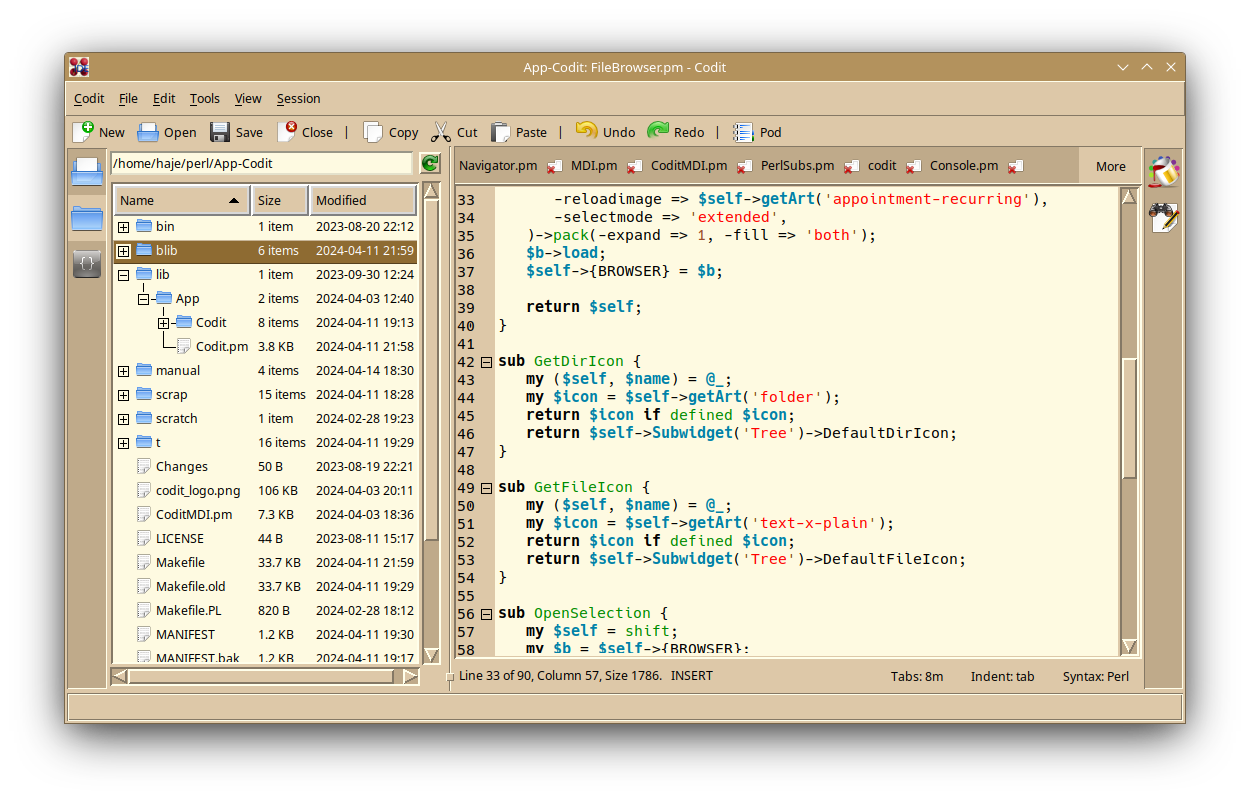 App-Codit: FileBrowser.pm - Codit
Codit File Edit Tools View Session
New Open Save Close | Copy Cut Paste | Undo Redo | Pod
/home/haje/perl/App-Codit
Name Size Modified
bin 1 item 2023-08-20 22:12
blib 6 items 2024-04-11 21:59
lib 1 item 2023-09-30 12:24
App 2 items 2024-04-03 12:40
Codit 8 items 2024-04-11 19:13
Codit.pm 3.8 KB 2024-04-11 21:58
manual 4 items 2024-04-14 18:30
scrap 15 items 2024-04-11 18:28
scratch 1 item 2024-02-28 19:23
t 16 items 2024-04-11 19:29
Changes 50 B 2023-08-19 22:21
codit_logo.png 106 KB 2024-04-03 20:11
CoditMDI.pm 7.3 KB 2024-04-03 18:36
LICENSE 44 B 2023-08-11 15:17
Makefile 33.7 KB 2024-04-11 21:59
Makefile.old 33.7 KB 2024-04-11 19:29
Makefile.PL 820 B 2024-02-28 18:12
MANIFEST 1.2 KB 2024-04-11 19:30
MANIFEST.bak 1.2 KB 2024-04-11 19:17
Navigator.pm MDI.pm CoditMDI.pm PerlSubs.pm codit Console.pm More
33 -reloadimage => $self->getArt('appointment-recurring'),
34 -selectmode => 'extended',
35 )->pack(-expand => 1, -fill => 'both');
36 $b->load;
37 $self->{BROWSER} = $b;
38
39 return $self;
40 }
41
42 sub GetDirIcon {
43 my ($self, $name) = @_;
44 my $icon = $self->getArt('folder');
45 return $icon if defined $icon;
46 return $self->Subwidget('Tree')->DefaultDirIcon;
47 }
48
49 sub GetFileIcon {
50 my ($self, $name) = @_;
51 my $icon = $self->getArt('text-x-plain');
52 return $icon if defined $icon;
53 return $self->Subwidget('Tree')->DefaultFileIcon;
54 }
55
56 sub OpenSelection {
57 my $self = shift;
58 my $b = $self->{BROWSER};
Line 33 of 90, Column 57, Size 1786. INSERT Tabs: 8m Indent: tab Syntax: Perl